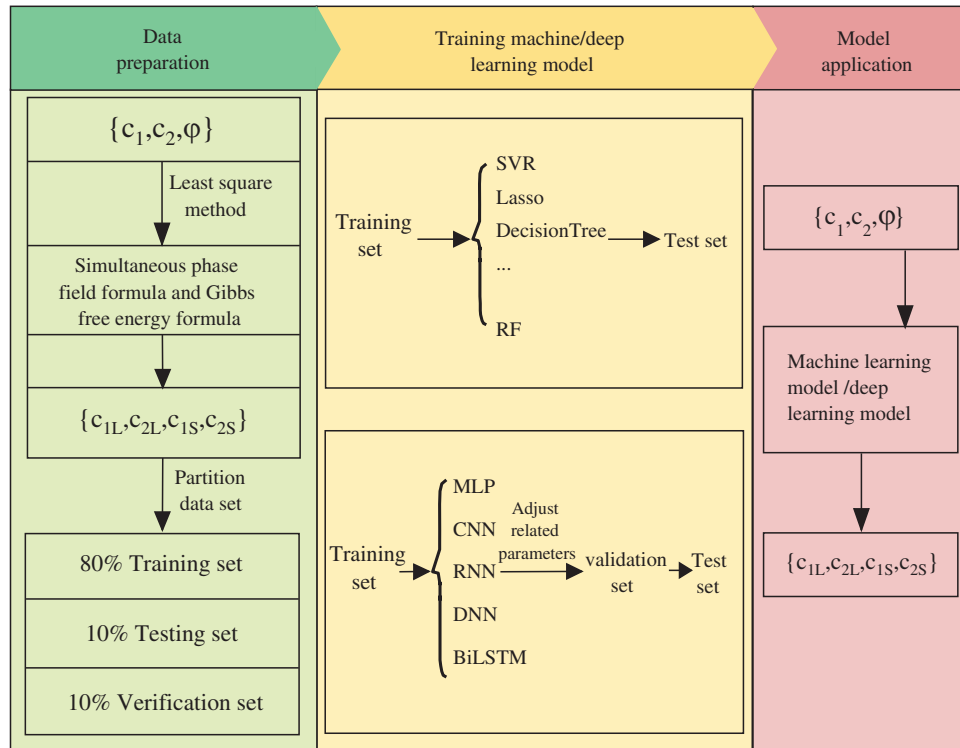 Data
preparation
Training machine/deep
learning model
Model
application
{c₁,c₂,φ}
Least square
method
Simultaneous phase
field formula and Gibbs
free energy formula
{c₁L,c₂L,c₁S,c₂S}
Partition
data set
80% Training set
10% Testing set
10% Verification set
Training
set
SVR
Lasso
DecisionTree
...
RF
Test set
Training
set
MLP
CNN
RNN
DNN
BiLSTM
Adjust
related
parameters
validation
set
Test
set
{c₁,c₂,φ}
Machine learning
model /deep
learning model
{c₁L,c₂L,c₁S,c₂S}